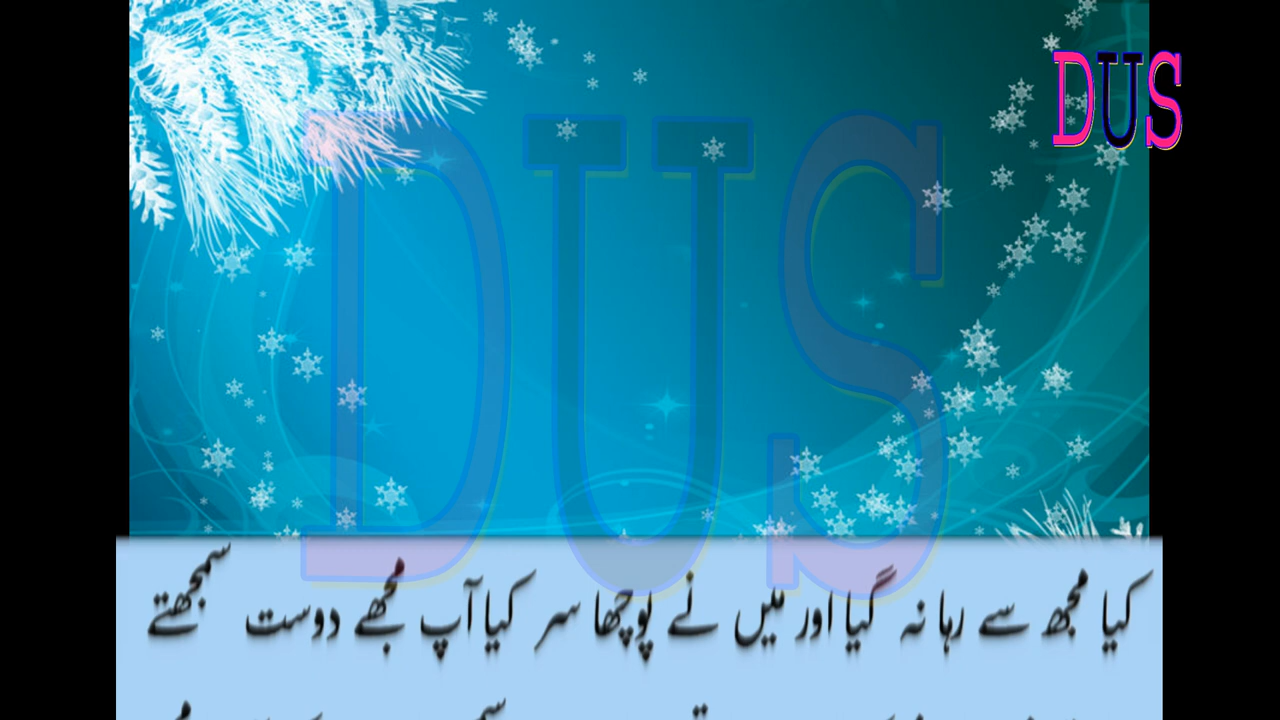 DUS
DUS
کیا مجھ سے رہا نہ گیا اور میں نے پوچھا سر کیا آپ مجھے دوست سمجھتے